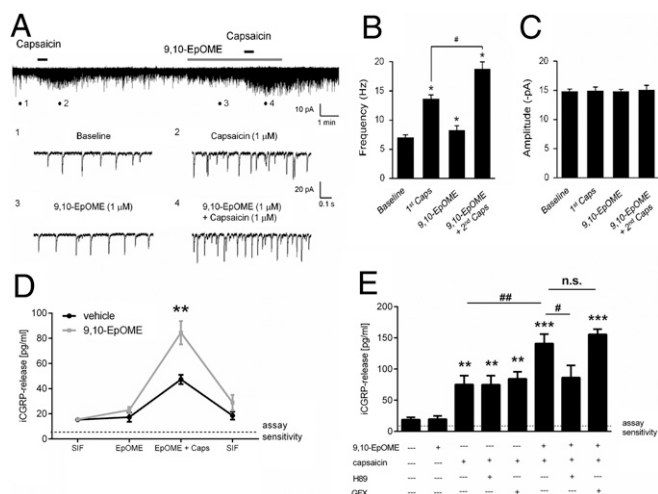 A
Capsaicin
Capsaicin
9,10-EpOME
1
2
3
4
10 pA
1 min
1
Baseline
2
Capsaicin (1 µM)
20 pA
0.1 s
3
9,10-EpOME (1 µM)
4
9,10-EpOME (1 µM)
+ Capsaicin (1 µM)
B
Frequency (Hz)
20
15
10
5
0
#
*
*
*
Baseline
1st Caps
9,10-EpOME
9,10-EpOME
+ 2nd Caps
C
Amplitude (-pA)
20
15
10
5
0
Baseline
1st Caps
9,10-EpOME
9,10-EpOME
+ 2nd Caps
D
vehicle
9,10-EpOME
**
iCGRP-release [pg/ml]
100
80
60
40
20
0
assay
sensitivity
SIF
EpOME
EpOME + Caps
SIF
E
n.s.
##
#
iCGRP-release [pg/ml]
200
150
100
50
0
**
**
**
***
***
assay
sensitivity
9,10-EpOME --- + --- --- --- + + +
capsaicin --- --- + + + + + +
H89 --- --- --- + --- --- + ---
GFX --- --- --- --- + --- --- +